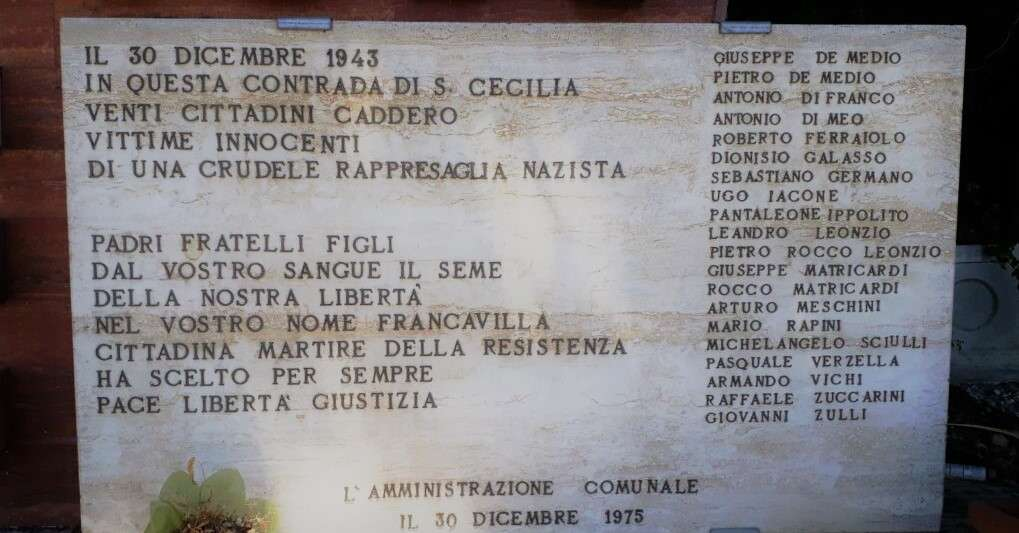 IL 30 DICEMBRE 1943
IN QUESTA CONTRADA DI S. CECILIA
VENTI CITTADINI CADDERO
VITTIME INNOCENTI
DI UNA CRUDELE RAPPRESAGLIA NAZISTA
PADRI FRATELLI FIGLI
DAL VOSTRO SANGUE IL SEME
DELLA NOSTRA LIBERTÀ
NEL VOSTRO NOME FRANCAVILLA
CITTADINA MARTIRE DELLA RESISTENZA
HA SCELTO PER SEMPRE
PACE LIBERTA' GIUSTIZIA
GIUSEPPE DE MEDIO
PIETRO DE MEDIO
ANTONIO DI FRANCO
ANTONIO DI MEO
ROBERTO FERRAIOLO
DIONISIO GALASSO
SEBASTIANO GERMANO
UGO IACONE
PANTALEONE IPPOLITO
LEANDRO LEONZIO
PIETRO ROCCO LEONZIO
GIUSEPPE MATRICARDI
ROCCO MATRICARDI
ARTURO MESCHINI
MARIO RAPINI
MICHELANGELO SCIULLI
PASQUALE VERZELLA
ARMANDO VICHI
RAFFAELE ZUCCARINI
GIOVANNI ZULLI
L'AMMINISTRAZIONE COMUNALE
IL 30 DICEMBRE 1975